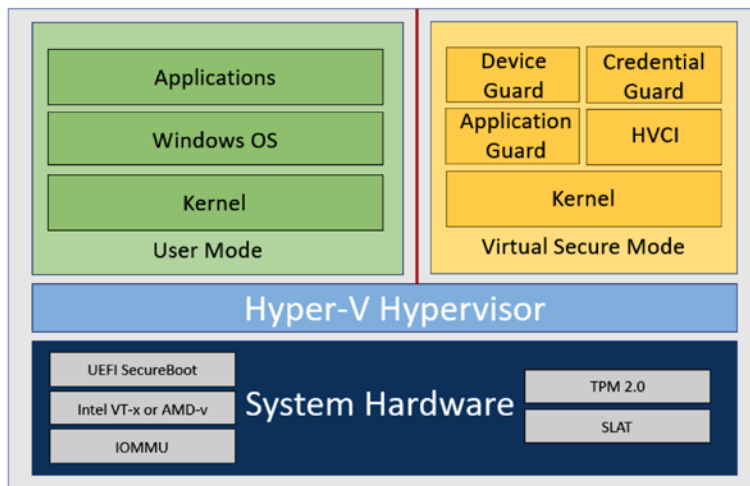 Applications
Windows OS
Kernel
User Mode
Device
Guard
Credential
Guard
Application
Guard
HVCI
Kernel
Virtual Secure Mode
Hyper-V Hypervisor
UEFI SecureBoot
Intel VT-x or AMD-v
IOMMU
System Hardware
TPM 2.0
SLAT